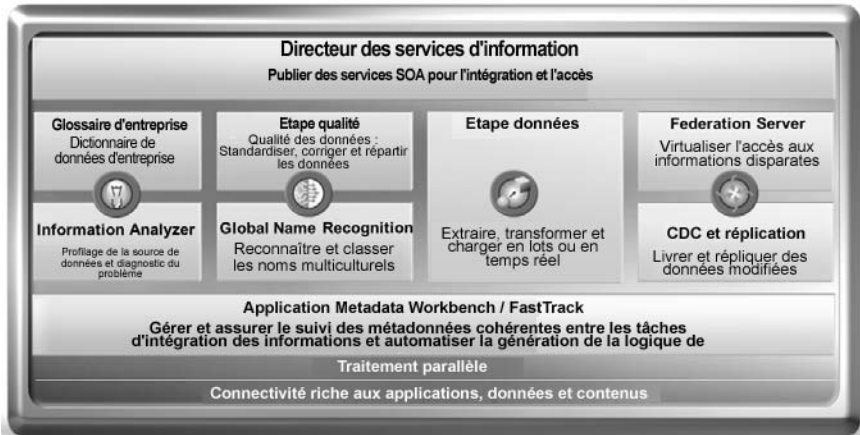 Directeur des services d'information
Publier des services SOA pour l'intégration et l'accès
Glossaire d'entreprise
Dictionnaire de
données d'entreprise
Information Analyzer
Profilage de la source de
données et diagnostic du
problème
Etape qualité
Qualité des données :
Standardiser, corriger et répartir
les données
Global Name Recognition
Reconnaître et classer
les noms multiculturels
Etape données
Extraire, transformer et
charger en lots ou en
temps réel
Federation Server
Virtualiser l'accès aux
informations disparates
CDC et réplication
Livrer et répliquer des
données modifiées
Application Metadata Workbench / FastTrack
Gérer et assurer le suivi des métadonnées cohérentes entre les tâches
d'intégration des informations et automatiser la génération de la logique de
Traitement parallèle
Connectivité riche aux applications, données et contenus